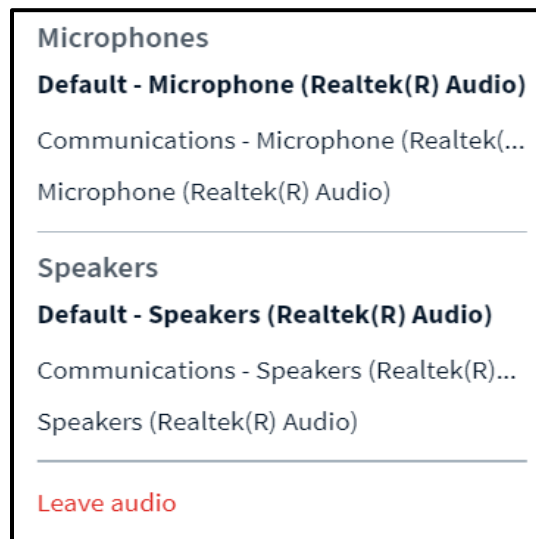 Microphones
Default - Microphone (Realtek(R) Audio)
Communications - Microphone (Realtek(...
Microphone (Realtek(R) Audio)
Speakers
Default - Speakers (Realtek(R) Audio)
Communications - Speakers (Realtek(R)...
Speakers (Realtek(R) Audio)
Leave audio